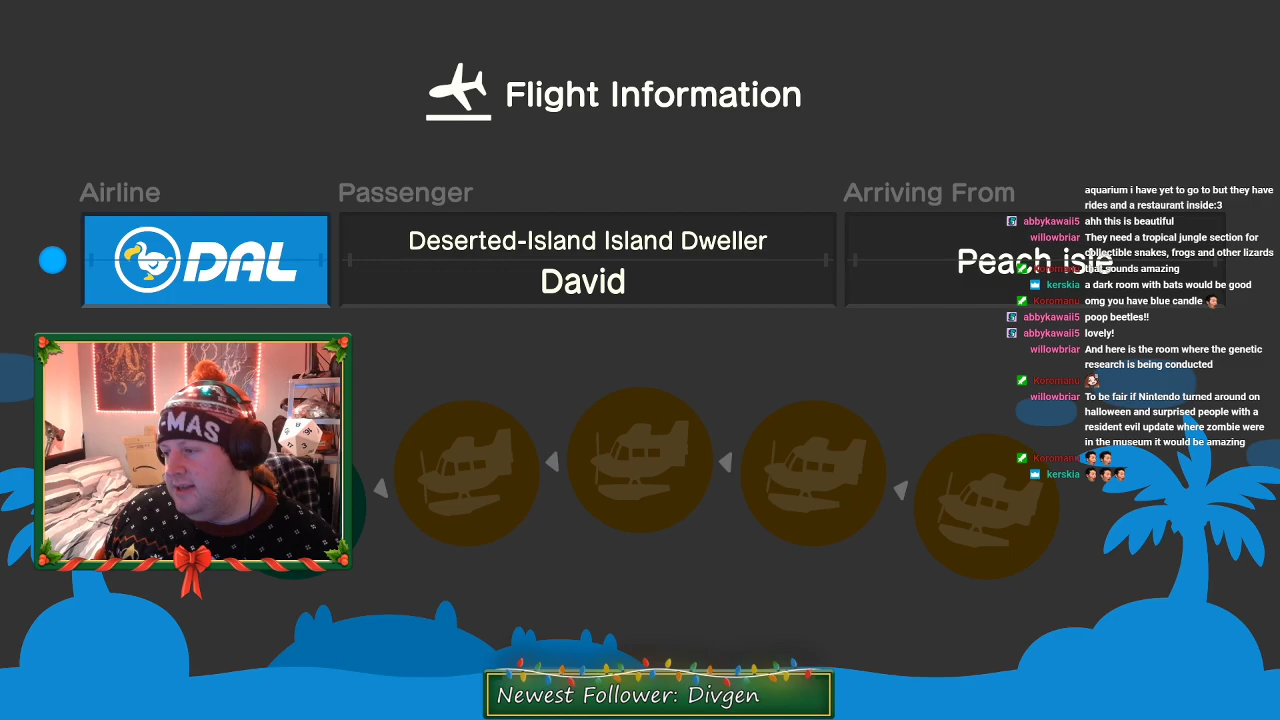 Flight Information
Airline
Passenger
Arriving From
DAL
Deserted-Island Island Dweller
David
Peach isle
aquarium i have yet to go to but they have
rides and a restaurant inside:3
abbykawaii5 ahh this is beautiful
willowbriar They need a tropical jungle section for
collectible snakes, frogs and other lizards
Koromaru that sounds amazing
kerskia a dark room with bats would be good
Koromaru omg you have blue candle
abbykawaii5 poop beetles!!
abbykawaii5 lovely!
willowbriar And here is the room where the genetic
research is being conducted
Koromaru
willowbriar To be fair if Nintendo turned around on
halloween and surprised people with a
resident evil update where zombie were
in the museum it would be amazing
Koromaru
kerskia
-MAS
Newest Follower: Divgen